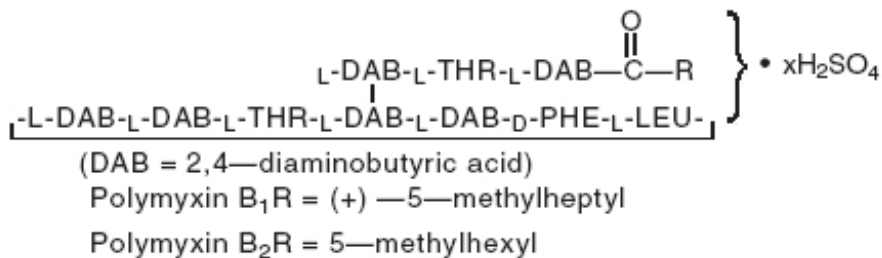 O
L-DAB-L-THR-L-DAB—C—R
• xH₂SO₄
-L-DAB-L-DAB-L-THR-L-DAB-L-DAB-D-PHE-L-LEU-
(DAB = 2,4—diaminobutyric acid)
Polymyxin B₁R = (+) —5—methylheptyl
Polymyxin B₂R = 5—methylhexyl